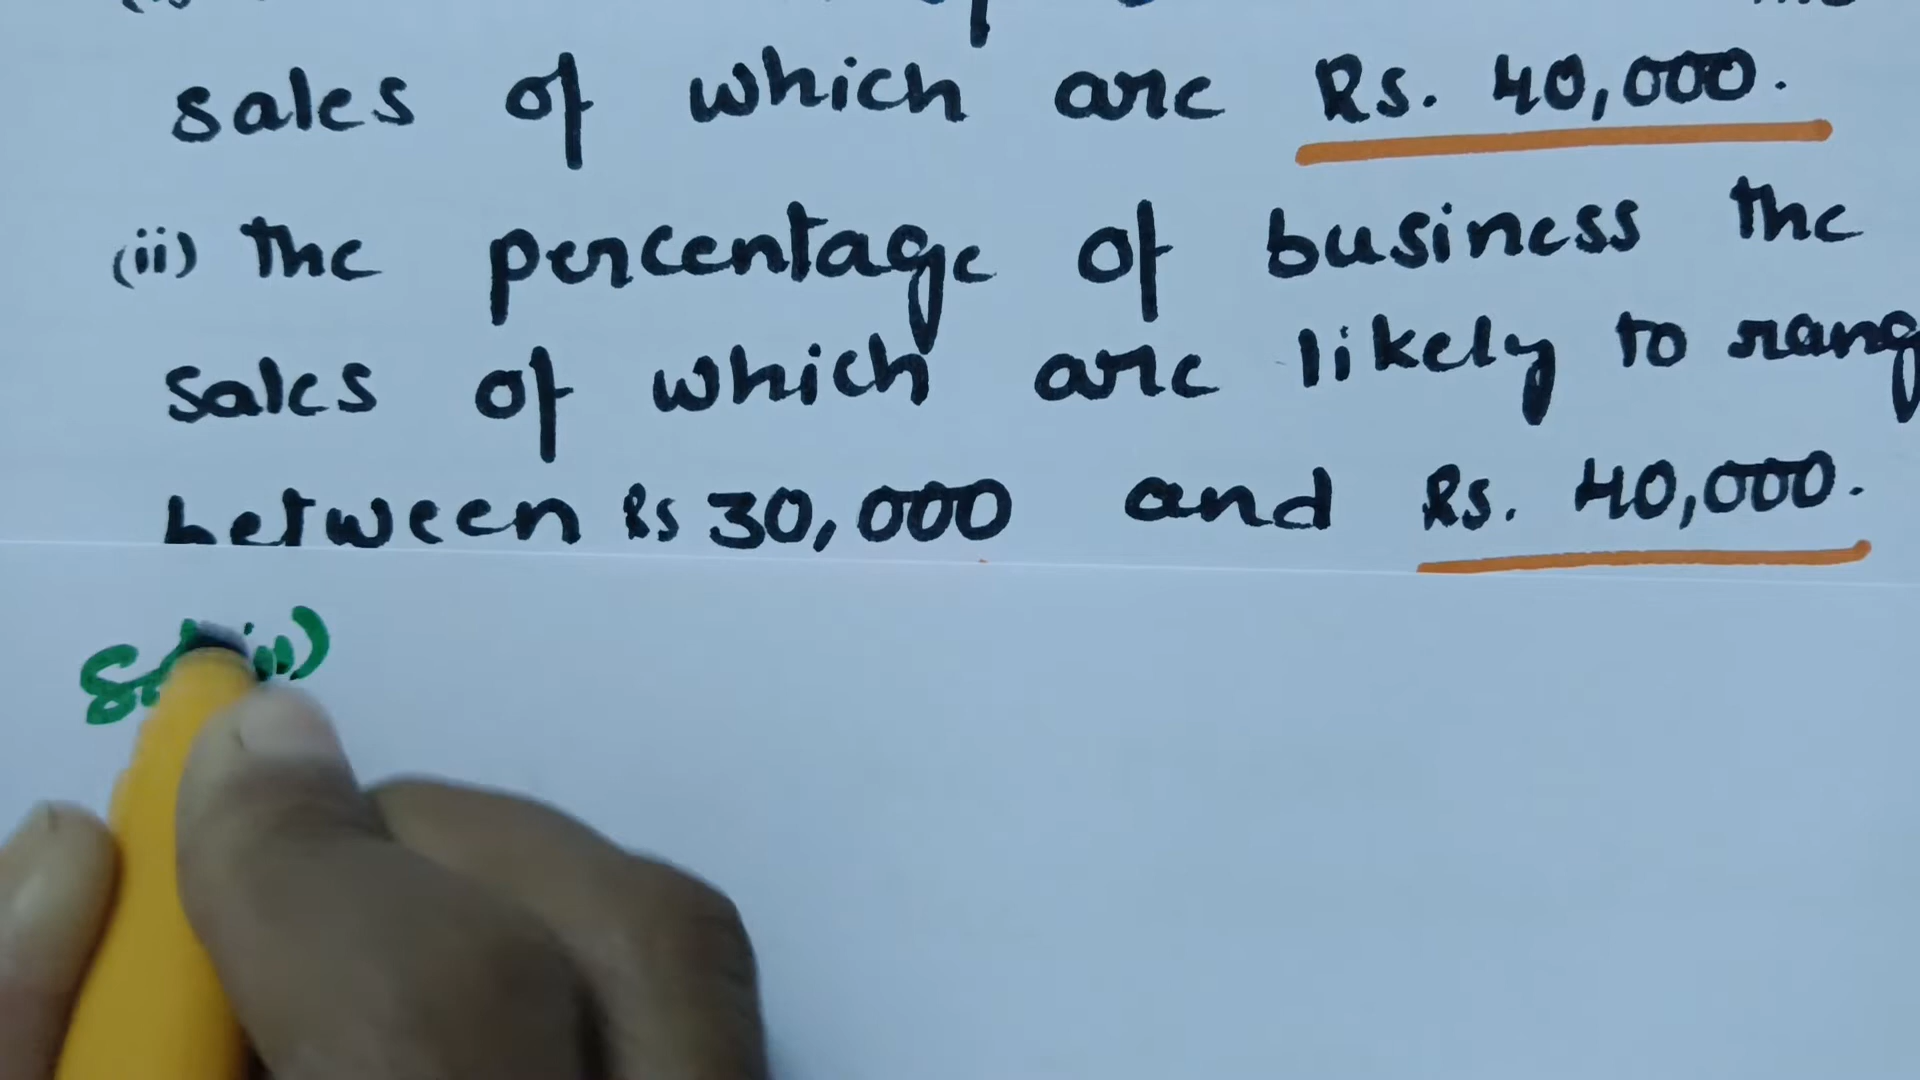 sales of which are Rs. 40,000.
(ii) The percentage of business the
sales of which are likely to rang
between Rs 30,000 and Rs. 40,000.